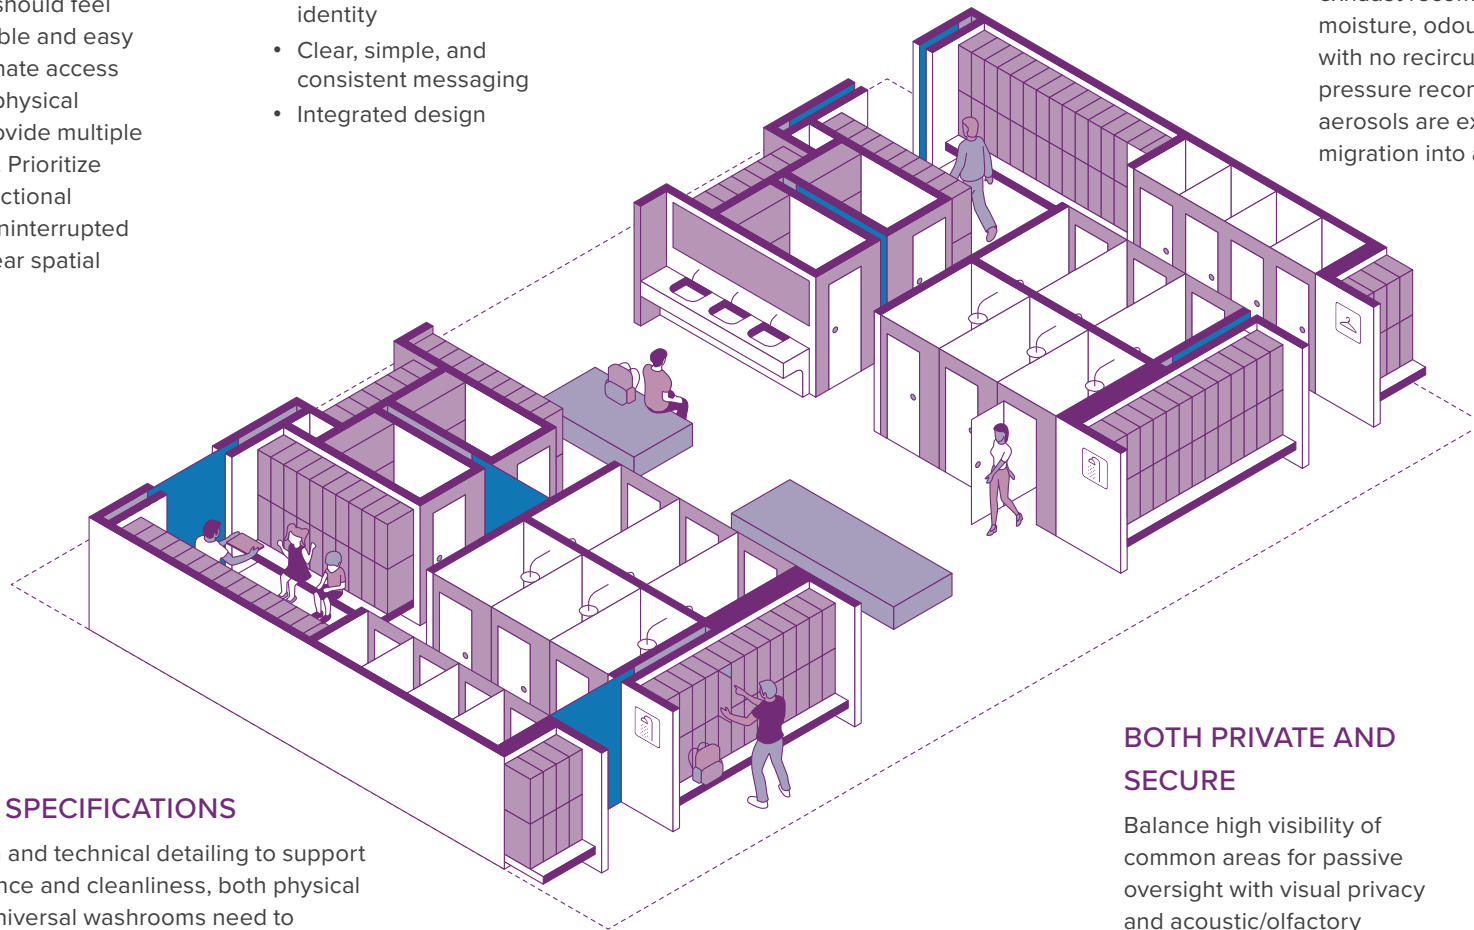 should feel
ble and easy
nate access
physical
ovide multiple
. Prioritize
ctional
ninterrupted
ear spatial
identity
• Clear, simple, and
consistent messaging
• Integrated design
moisture, odou
with no recircu
pressure recon
aerosols are ex
migration into a
SPECIFICATIONS
and technical detailing to support
nce and cleanliness, both physical
niversal washrooms need to
BOTH PRIVATE AND
SECURE
Balance high visibility of
common areas for passive
oversight with visual privacy
and acoustic/olfactory